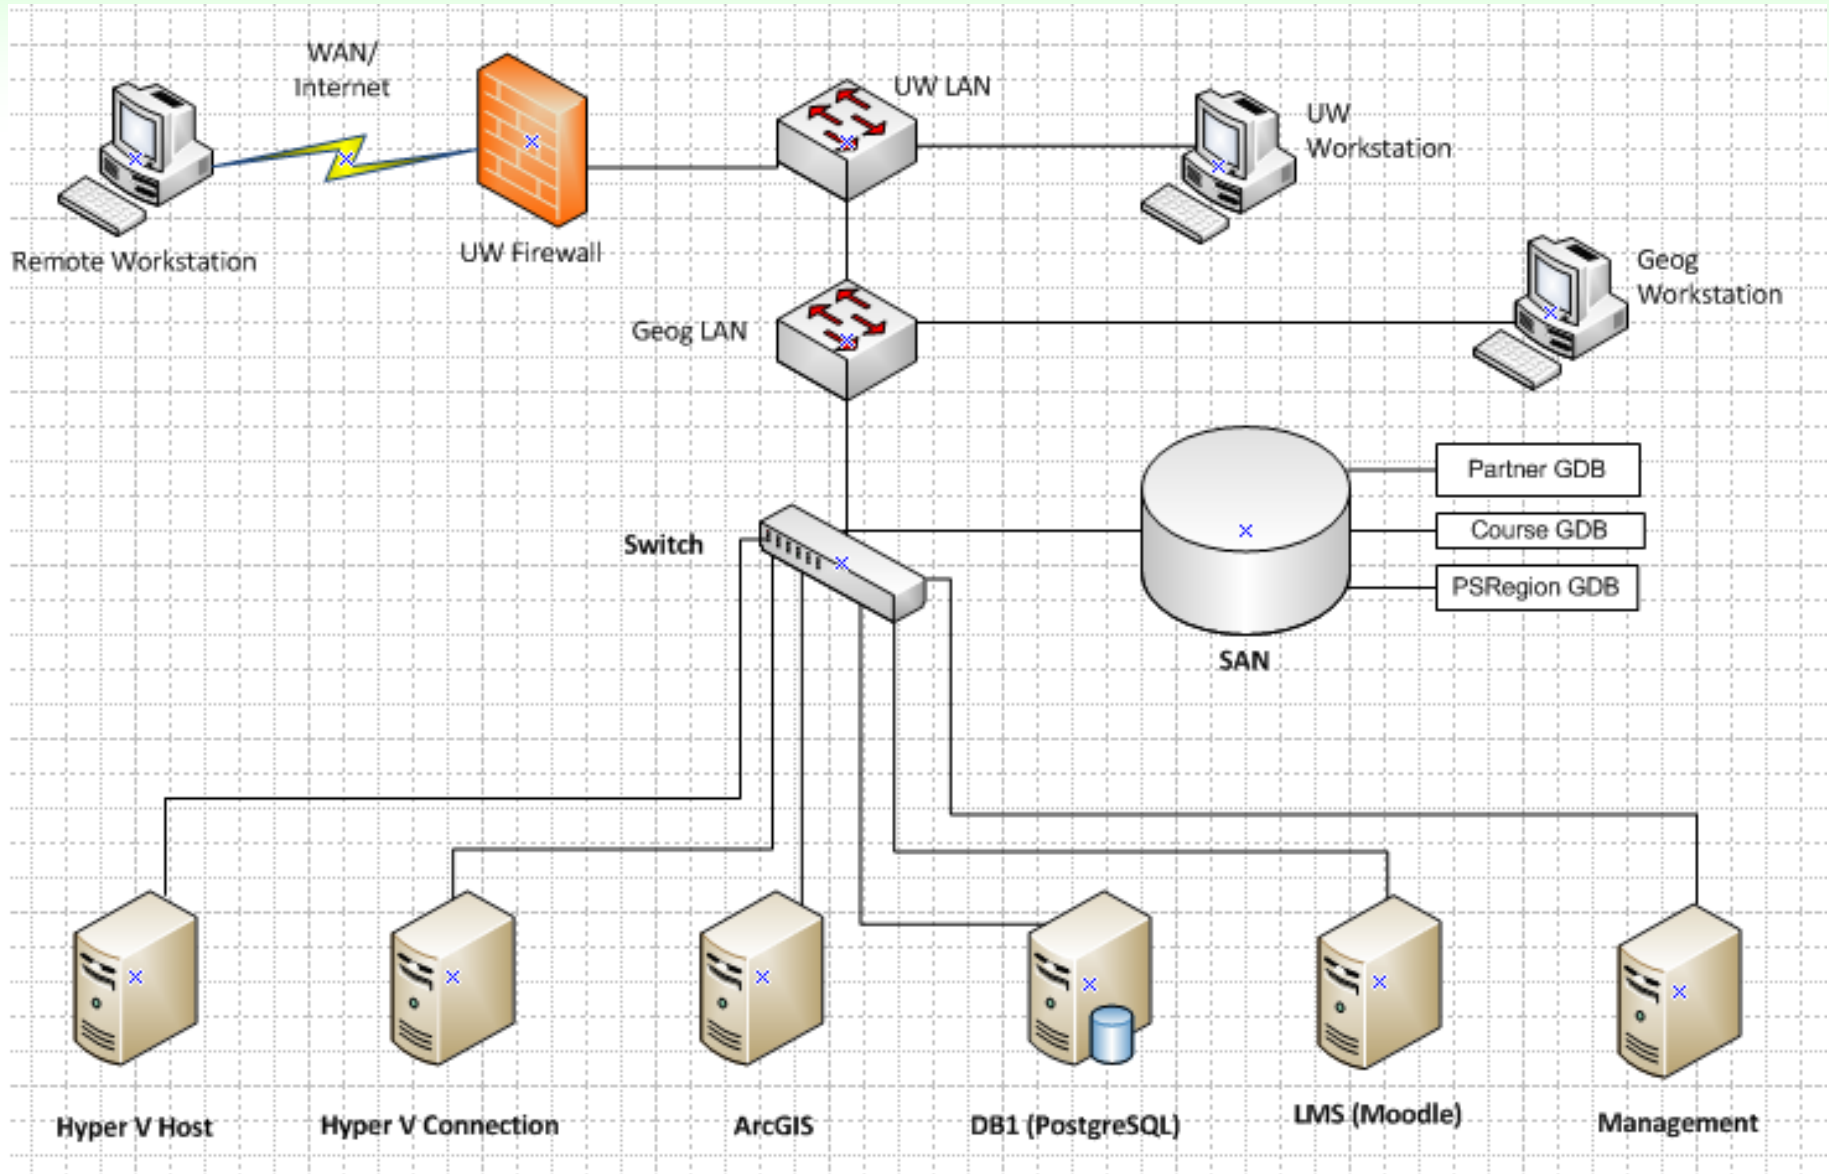 WAN/
Internet
UW LAN
UW
Workstation
Remote Workstation
UW Firewall
Geog
Workstation
Geog LAN
Partner GDB
Switch
Course GDB
PSRegion GDB
SAN
Hyper V Host
Hyper V Connection
ArcGIS
DB1 (PostgreSQL)
LMS (Moodle)
Management